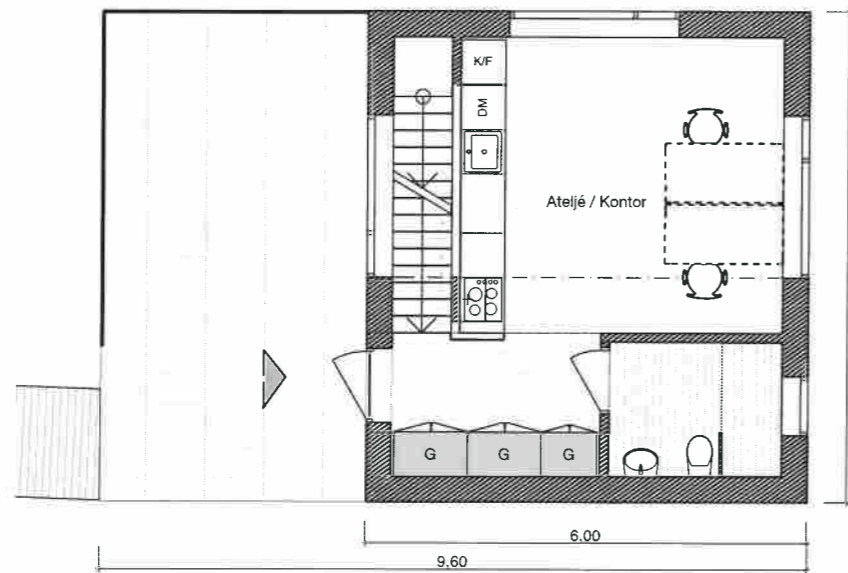 K/F
DM
Ateljé / Kontor
G
G
G
6.00
9.60